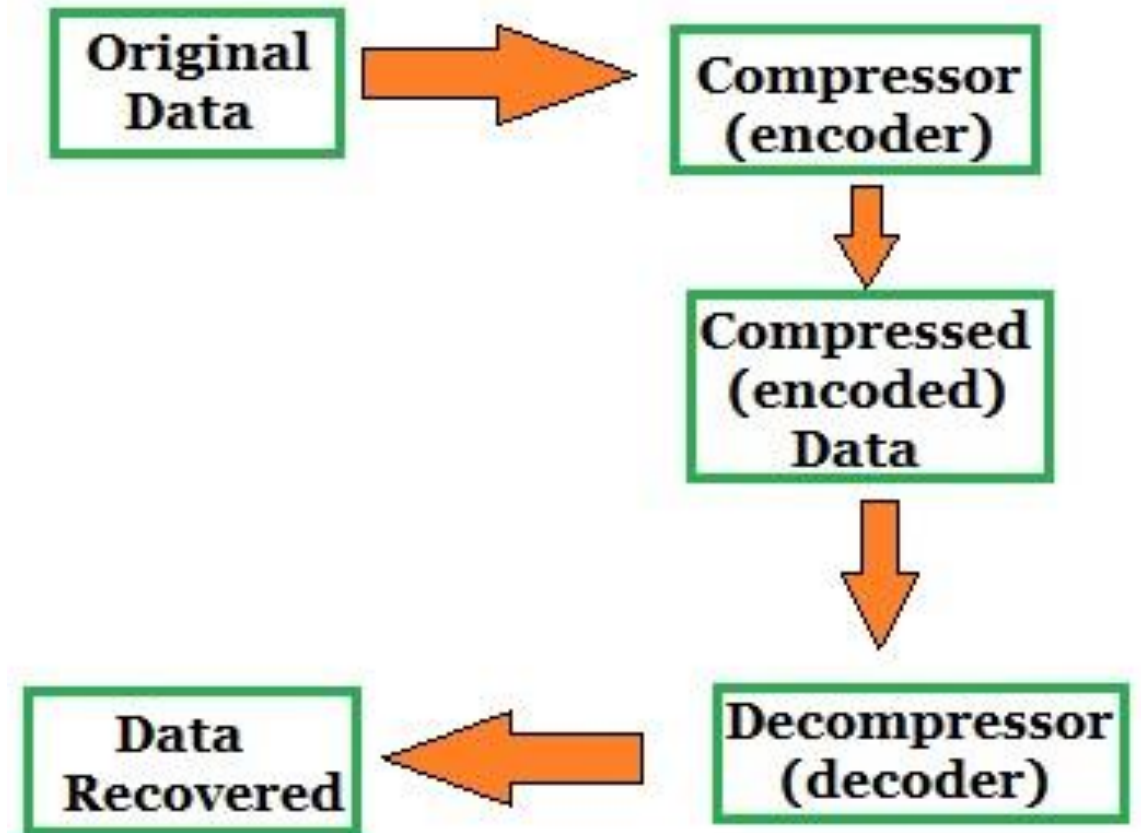 Original
Data
Compressor
(encoder)
Compressed
(encoded)
Data
Decompressor
(decoder)
Data
Recovered